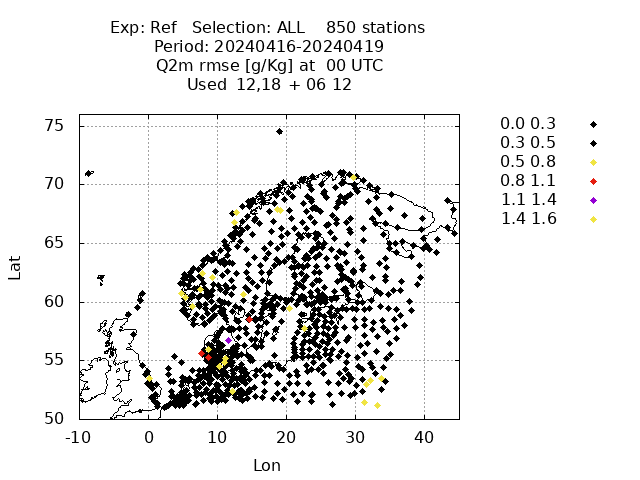 Exp: Ref   Selection: ALL    850 stations
Period: 20240416-20240419
Q2m rmse [g/Kg] at  00 UTC
Used  12,18 + 06 12
75
70
65
60
55
50
-10 0 10 20 30 40
Lat
Lon
0.0 0.3
0.3 0.5
0.5 0.8
0.8 1.1
1.1 1.4
1.4 1.6